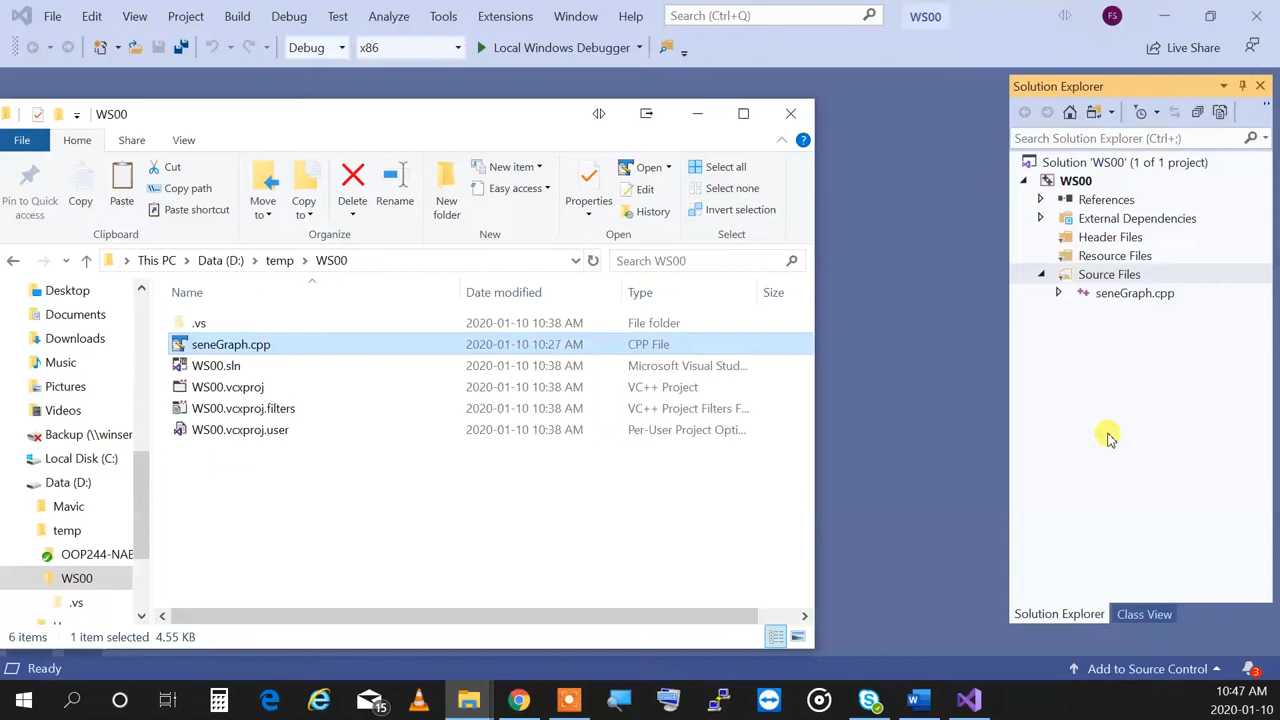 File Edit View Project Build Debug Test Analyze Tools Extensions Window Help Search (Ctrl+Q) WS00 FS
Debug x86 Local Windows Debugger Live Share
WS00
File Home Share View
Pin to Quick access Copy Paste Cut Copy path Paste shortcut Move to Copy to Delete Rename New folder New item Easy access Properties Open Edit History Select all Select none Invert selection
Clipboard Organize New Open Select
This PC Data (D:) temp WS00 Search WS00
Name Date modified Type Size
.vs 2020-01-10 10:38 AM File folder
seneGraph.cpp 2020-01-10 10:27 AM CPP File
WS00.sln 2020-01-10 10:38 AM Microsoft Visual Stud...
WS00.vcxproj 2020-01-10 10:38 AM VC++ Project
WS00.vcxproj.filters 2020-01-10 10:38 AM VC++ Project Filters F...
WS00.vcxproj.user 2020-01-10 10:38 AM Per-User Project Opti...
Desktop
Documents
Downloads
Music
Pictures
Videos
Backup (\\winser
Local Disk (C:)
Data (D:)
Mavic
temp
OOP244-NAE
WS00
.vs
6 items 1 item selected 4.55 KB
Solution Explorer
Search Solution Explorer (Ctrl+;)
Solution 'WS00' (1 of 1 project)
WS00
References
External Dependencies
Header Files
Resource Files
Source Files
seneGraph.cpp
Solution Explorer Class View
Ready Add to Source Control 3
15
10:47 AM
2020-01-10